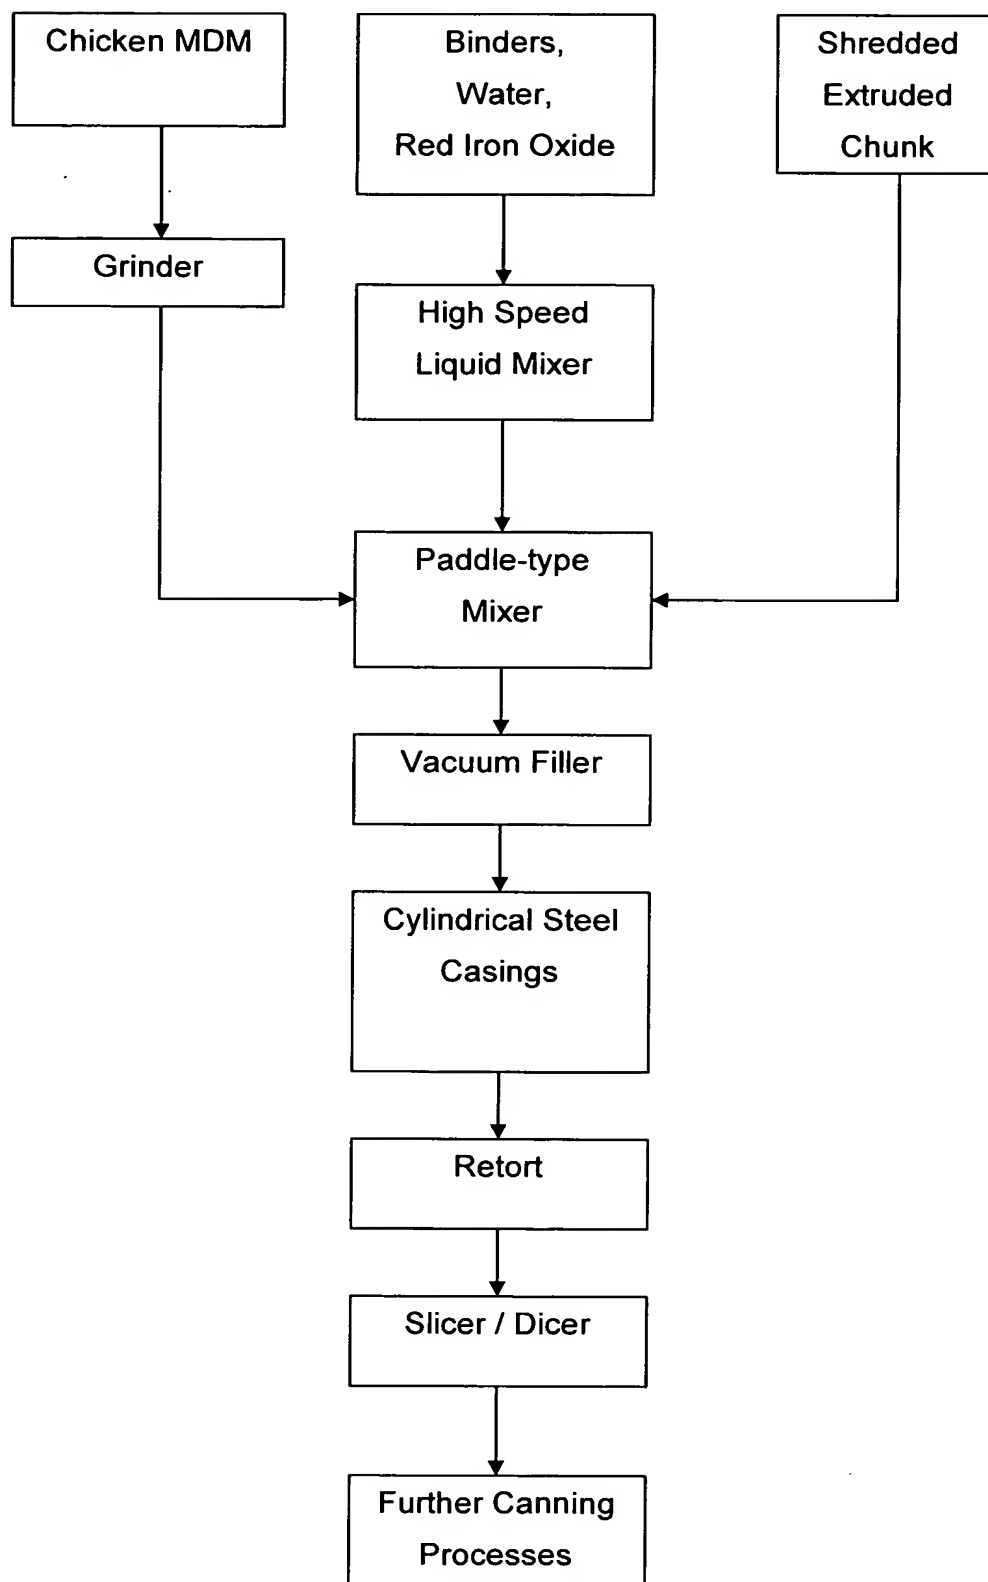 Chicken MDM
Binders,
Water,
Red Iron Oxide
Shredded
Extruded
Chunk
Grinder
High Speed
Liquid Mixer
Paddle-type
Mixer
Vacuum Filler
Cylindrical Steel
Casings
Retort
Slicer / Dicer
Further Canning
Processes